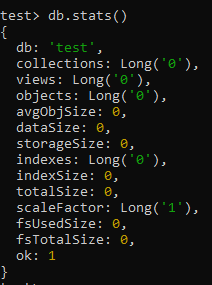 test> db.stats()
{
  db: 'test',
  collections: Long('0'),
  views: Long('0'),
  objects: Long('0'),
  avgObjSize: 0,
  dataSize: 0,
  storageSize: 0,
  indexes: Long('0'),
  indexSize: 0,
  totalSize: 0,
  scaleFactor: Long('1'),
  fsUsedSize: 0,
  fsTotalSize: 0,
  ok: 1
}